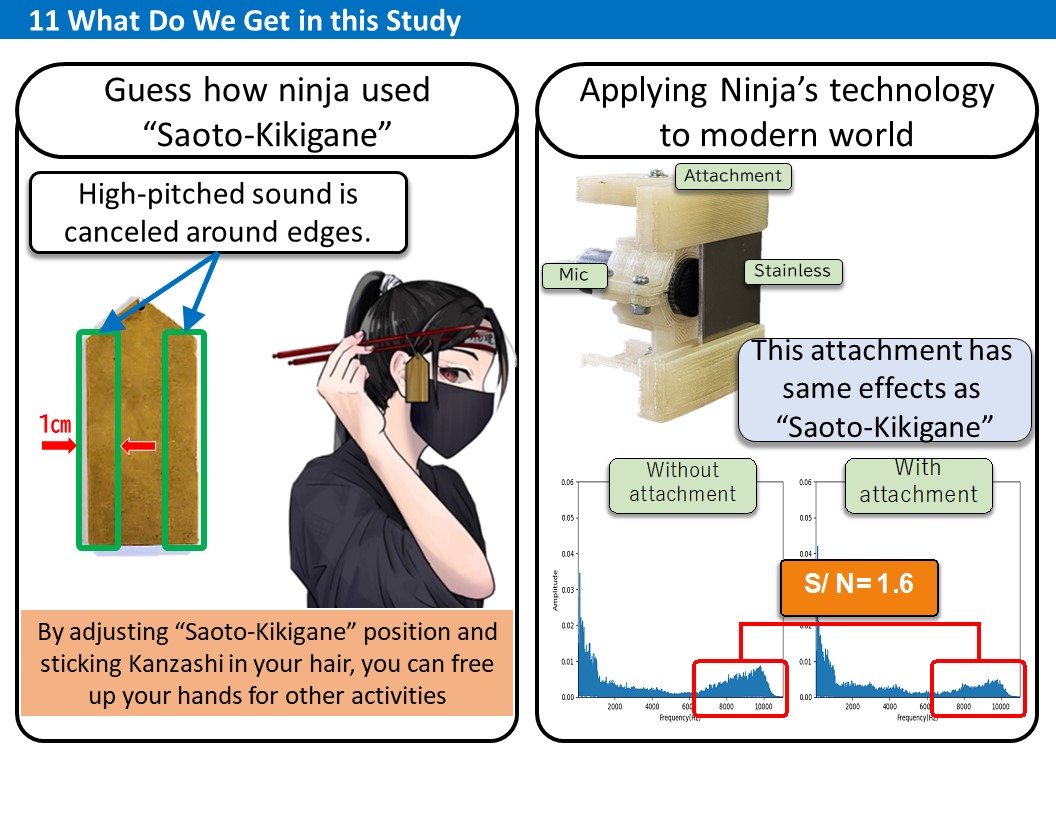 11 What Do We Get in this Study
Guess how ninja used
“Saoto-Kikigane”
High-pitched sound is
canceled around edges.
1cm
By adjusting “Saoto-Kikigane” position and
sticking Kanzashi in your hair, you can free
up your hands for other activities
Applying Ninja’s technology
to modern world
Attachment
Mic
Stainless
This attachment has
same effects as
“Saoto-Kikigane”
Without
attachment
With
attachment
S/ N= 1.6
0.06
0.05
0.04
0.03
0.02
0.01
0.00
Amplitude
2000 4000 6000 8000 10000
Frequency(Hz)
0.06
0.05
0.04
0.02
0.01
0.00
2000 4000 6000 8000 10000
Frequency(Hz)